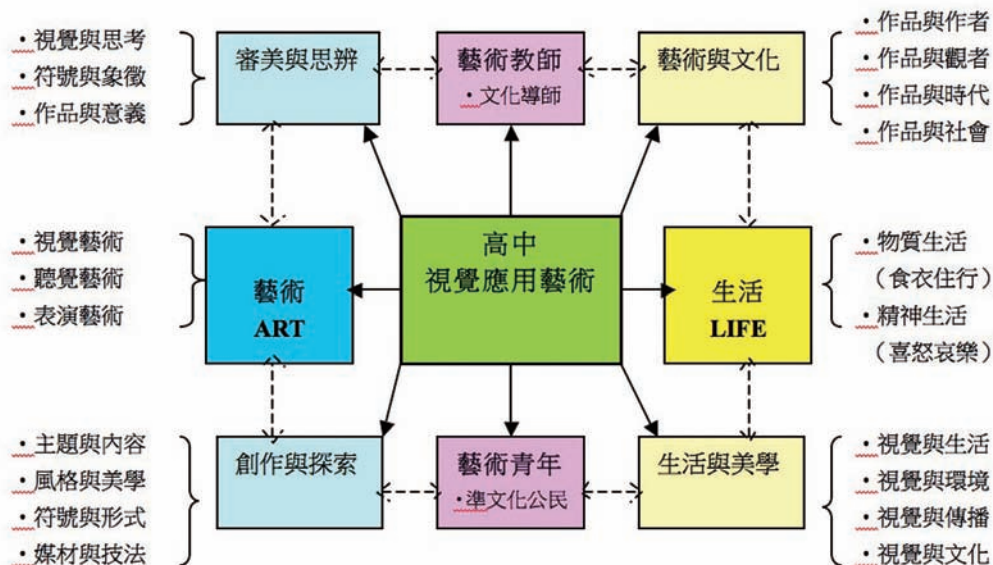 ・視覺與思考
・符號與象徵
・作品與意義
審美與思辨
藝術教師
・文化導師
藝術與文化
・作品與作者
・作品與觀者
・作品與時代
・作品與社會
・視覺藝術
・聽覺藝術
・表演藝術
藝術
ART
高中
視覺應用藝術
生活
LIFE
・物質生活
（食衣住行）
・精神生活
（喜怒哀樂）
・主題與內容
・風格與美學
・符號與形式
・媒材與技法
創作與探索
藝術青年
・準文化公民
生活與美學
・視覺與生活
・視覺與環境
・視覺與傳播
・視覺與文化